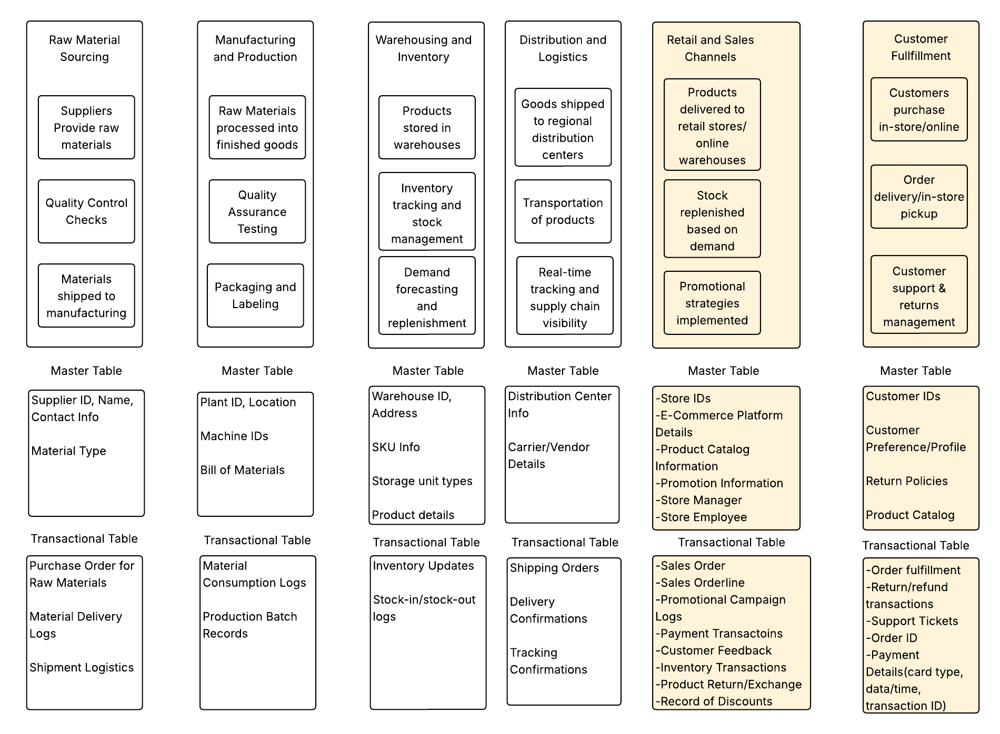 Raw Material
Sourcing
Suppliers
Provide raw
materials
Quality Control
Checks
Materials
shipped to
manufacturing
Manufacturing
and Production
Raw Materials
processed into
finished goods
Quality
Assurance
Testing
Packaging and
Labeling
Warehousing and
Inventory
Products
stored in
warehouses
Inventory
tracking and
stock
management
Demand
forecasting
and
replenishment
Distribution and
Logistics
Goods shipped
to regional
distribution
centers
Transportation
of products
Real-time
tracking and
supply chain
visibility
Retail and Sales
Channels
Products
delivered to
retail stores/
online
warehouses
Stock
replenished
based on
demand
Promotional
strategies
implemented
Customer
Fullfillment
Customers
purchase
in-store/online
Order
delivery/in-store
pickup
Customer
support &
returns
management
Master Table
Supplier ID, Name,
Contact Info
Material Type
Master Table
Plant ID, Location
Machine IDs
Bill of Materials
Master Table
Warehouse ID,
Address
SKU Info
Storage unit types
Product details
Master Table
Distribution Center
Info
Carrier/Vendor
Details
Master Table
-Store IDs
-E-Commerce Platform
Details
-Product Catalog
Information
-Promotion Information
-Store Manager
-Store Employee
Master Table
Customer IDs
Customer
Preference/Profile
Return Policies
Product Catalog
Transactional Table
Purchase Order for
Raw Materials
Material Delivery
Logs
Shipment Logistics
Transactional Table
Material
Consumption Logs
Production Batch
Records
Transactional Table
Inventory Updates
Stock-in/stock-out
logs
Transactional Table
Shipping Orders
Delivery
Confirmations
Tracking
Confirmations
Transactional Table
-Sales Order
-Sales Orderline
-Promotional Campaign
Logs
-Payment Transactoins
-Customer Feedback
-Inventory Transactions
-Product Return/Exchange
-Record of Discounts
Transactional Table
-Order fulfillment
-Return/refund
transactions
-Support Tickets
-Order ID
-Payment
Details(card type,
data/time,
transaction ID)